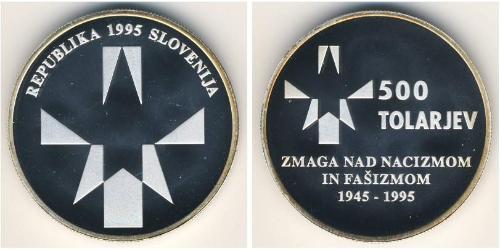 REPUBLIKA 1995 SLOVENIJA
500
TOLARJEV
ZMAGA NAD NACIZMOM
IN FAŠIZMOM
1945 - 1995